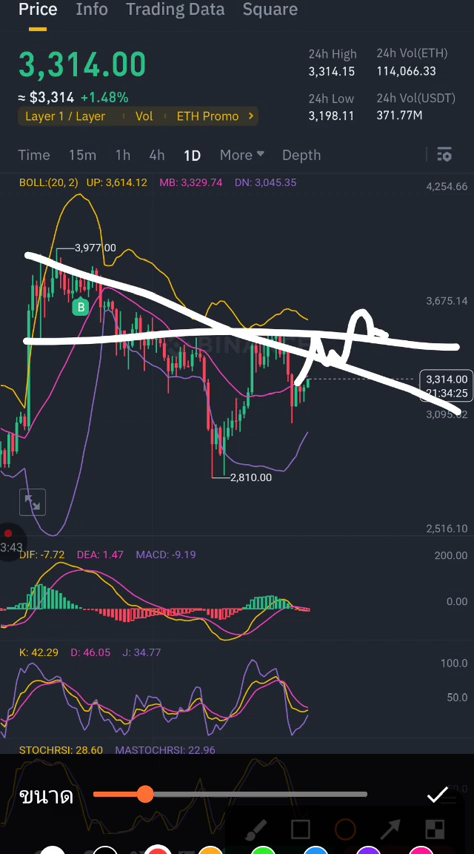 Price Info Trading Data Square
3,314.00
≈ $3,314 +1.48%
24h High
3,314.15
24h Vol(ETH)
114,066.33
24h Low
3,198.11
24h Vol(USDT)
371.77M
Layer 1 / Layer Vol ETH Promo >
Time 15m 1h 4h 1D More Depth
BOLL:(20, 2) UP: 3,614.12 MB: 3,329.74 DN: 3,045.35
4,254.66
3,977.00
B
3,675.14
3,314.00
21:34:25
3,095.62
2,810.00
2,516.10
3:43
DIF: -7.72 DEA: 1.47 MACD: -9.19
200.00
0.00
K: 42.29 D: 46.05 J: 34.77
100.0
50.0
STOCHRSI: 28.60 MASTOCHRSI: 22.96
ขนาด